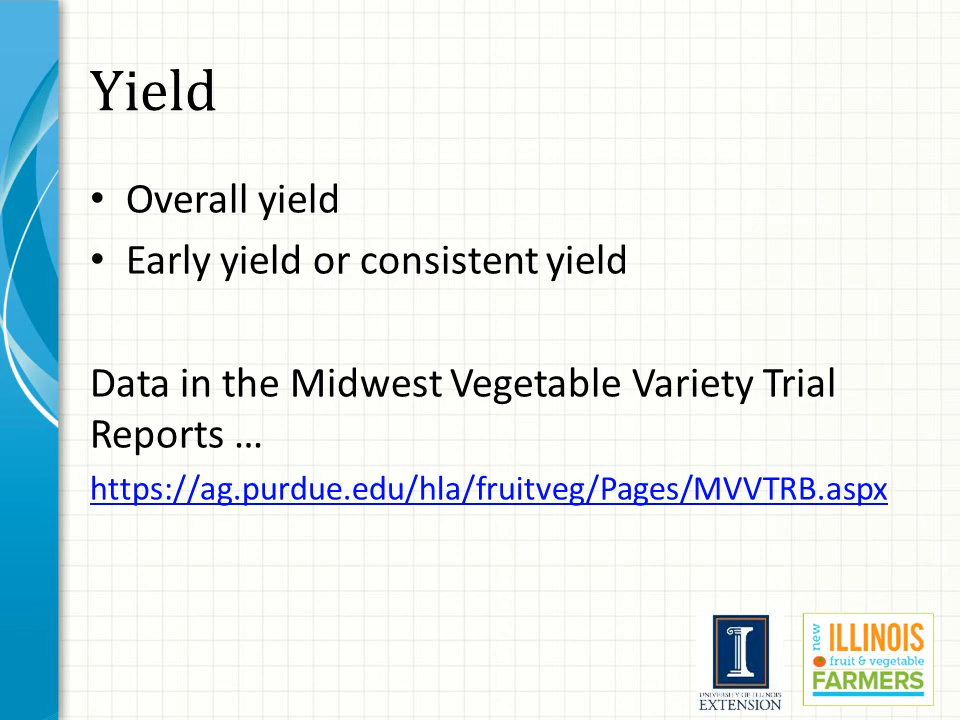 Yield
• Overall yield
• Early yield or consistent yield
Data in the Midwest Vegetable Variety Trial
Reports …
https://ag.purdue.edu/hla/fruitveg/Pages/MVVTRB.aspx
I
UNIVERSITY OF ILLINOIS
EXTENSION
new
ILLINOIS
fruit & vegetable
FARMERS